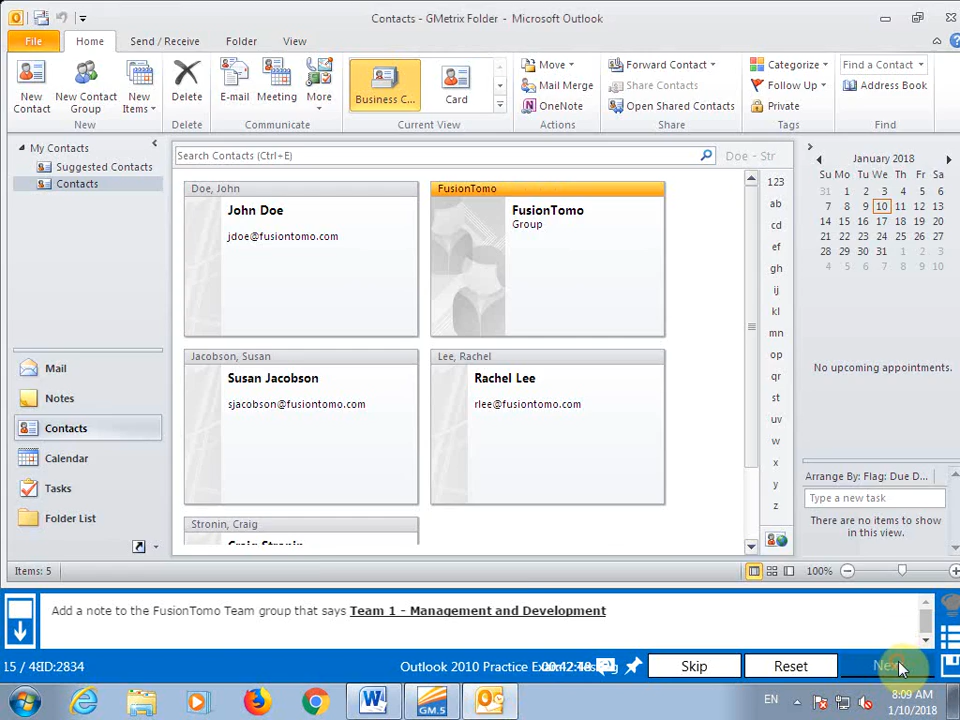 Contacts - GMetrix Folder - Microsoft Outlook
File Home Send / Receive Folder View
New Contact
New Contact Group
New Items
New
Delete
Delete
E-mail
Meeting
More
Communicate
Business C...
Card
Current View
Move
Mail Merge
OneNote
Actions
Forward Contact
Share Contacts
Open Shared Contacts
Share
Categorize
Follow Up
Private
Tags
Find a Contact
Address Book
Find
My Contacts
Suggested Contacts
Contacts
Mail
Notes
Contacts
Calendar
Tasks
Folder List
Search Contacts (Ctrl+E)
Doe - Str
Doe, John
John Doe
jdoe@fusiontomo.com
FusionTomo
FusionTomo
Group
Jacobson, Susan
Susan Jacobson
sjacobson@fusiontomo.com
Lee, Rachel
Rachel Lee
rlee@fusiontomo.com
Stronin, Craig
Craig Stronin
123
ab
cd
ef
gh
ij
kl
mn
op
qr
st
uv
w
x
y
z
January 2018
Su Mo Tu We Th Fr Sa
31 1 2 3 4 5 6
7 8 9 10 11 12 13
14 15 16 17 18 19 20
21 22 23 24 25 26 27
28 29 30 31 1 2 3
4 5 6 7 8 9 10
No upcoming appointments.
Arrange By: Flag: Due D...
Type a new task
There are no items to show
in this view.
Items: 5
100%
Add a note to the FusionTomo Team group that says Team 1 - Management and Development
15 / 48 ID:2834
Outlook 2010 Practice Exam
00:42:48
Skip
Reset
EN
8:09 AM
1/10/2018